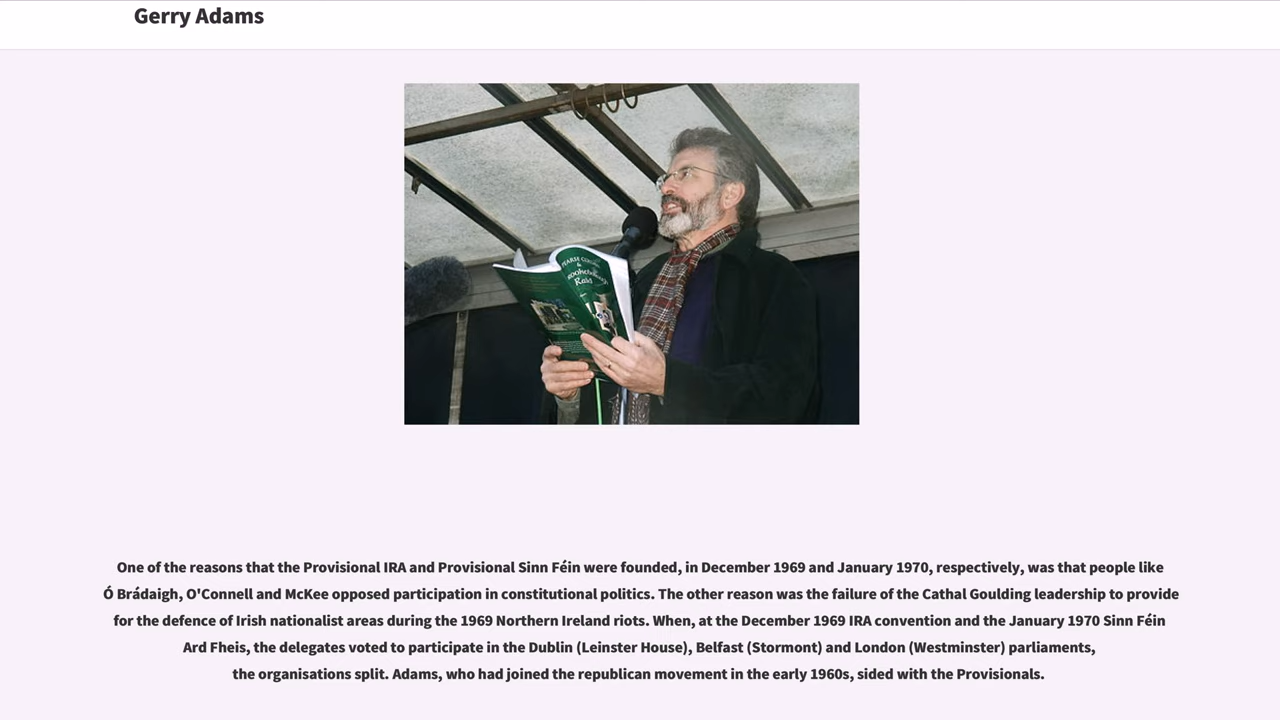 Gerry Adams
PEARSE COLUMN
&
Brookeborough
Raid
One of the reasons that the Provisional IRA and Provisional Sinn Féin were founded, in December 1969 and January 1970, respectively, was that people like
Ó Brádaigh, O'Connell and McKee opposed participation in constitutional politics. The other reason was the failure of the Cathal Goulding leadership to provide
for the defence of Irish nationalist areas during the 1969 Northern Ireland riots. When, at the December 1969 IRA convention and the January 1970 Sinn Féin
Ard Fheis, the delegates voted to participate in the Dublin (Leinster House), Belfast (Stormont) and London (Westminster) parliaments,
the organisations split. Adams, who had joined the republican movement in the early 1960s, sided with the Provisionals.